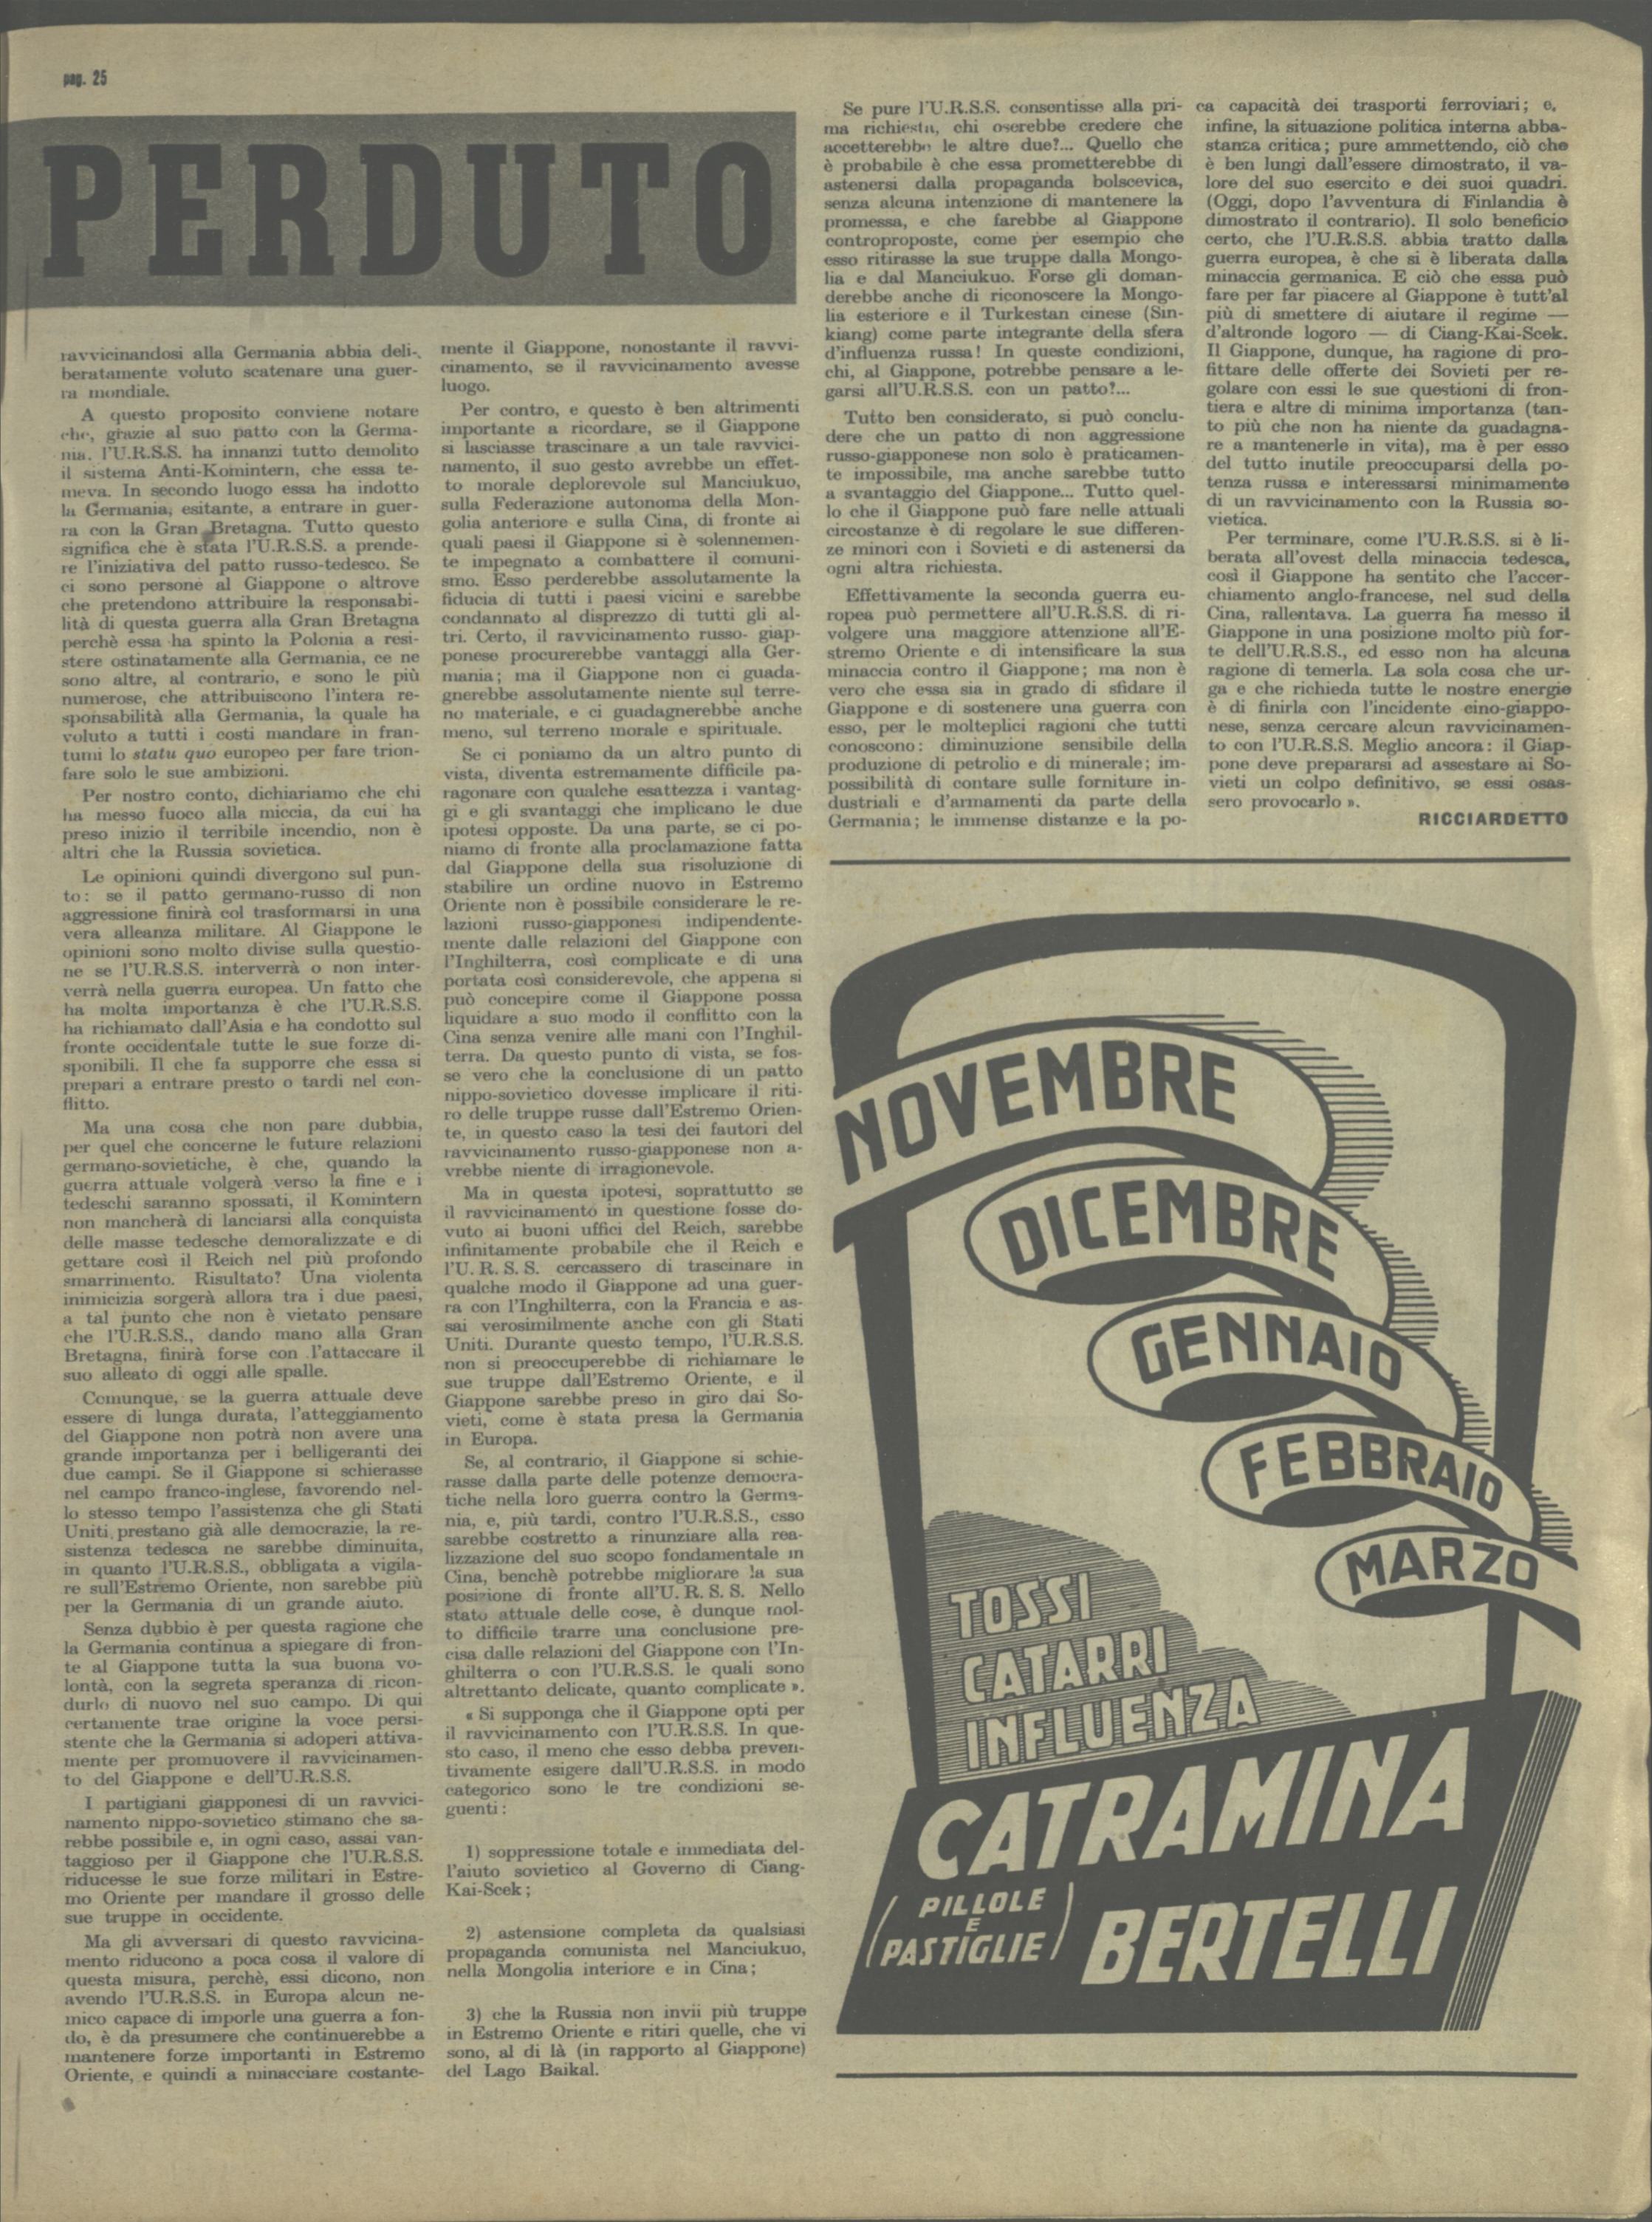 pag. 25
PERDUTO
ravvicinandosi alla Germania abbia deli-
beratamente voluto scatenare una guer-
ra mondiale.
A questo proposito conviene notare
che, grazie al suo patto con la Germa-
nia, l'U.R.S.S. ha innanzi tutto demolito
il sistema Anti-Komintern, che essa te-
meva. In secondo luogo essa ha indotto
la Germania, esitante, a entrare in guer-
ra con la Gran Bretagna. Tutto questo
significa che è stata l'U.R.S.S. a prende-
re l'iniziativa del patto russo-tedesco. Se
ci sono persone al Giappone o altrove
che pretendono attribuire la responsabi-
lità di questa guerra alla Gran Bretagna
perchè essa ha spinto la Polonia a resi-
stere ostinatamente alla Germania, ce ne
sono altre, al contrario, e sono le più
numerose, che attribuiscono l'intera re-
sponsabilità alla Germania, la quale ha
voluto a tutti i costi mandare in fran-
tumi lo statu quo europeo per fare trion-
fare solo le sue ambizioni.
Per nostro conto, dichiariamo che chi
ha messo fuoco alla miccia, da cui ha
preso inizio il terribile incendio, non è
altri che la Russia sovietica.
Le opinioni quindi divergono sul pun-
to: se il patto germano-russo di non
aggressione finirà col trasformarsi in una
vera alleanza militare. Al Giappone le
opinioni sono molto divise sulla questio-
ne se l'U.R.S.S. interverrà o non inter-
verrà nella guerra europea. Un fatto che
ha molta importanza è che l'U.R.S.S.
ha richiamato dall'Asia e ha condotto sul
fronte occidentale tutte le sue forze di-
sponibili. Il che fa supporre che essa si
prepari a entrare presto o tardi nel con-
flitto.
Ma una cosa che non pare dubbia,
per quel che concerne le future relazioni
germano-sovietiche, è che, quando la
guerra attuale volgerà verso la fine e i
tedeschi saranno spossati, il Komintern
non mancherà di lanciarsi alla conquista
delle masse tedesche demoralizzate e di
gettare così il Reich nel più profondo
smarrimento. Risultato? Una violenta
inimicizia sorgerà allora tra i due paesi,
a tal punto che non è vietato pensare
che l'U.R.S.S., dando mano alla Gran
Bretagna, finirà forse con l'attaccare il
suo alleato di oggi alle spalle.
Comunque, se la guerra attuale deve
essere di lunga durata, l'atteggiamento
del Giappone non potrà non avere una
grande importanza per i belligeranti dei
due campi. Se il Giappone si schierasse
nel campo franco-inglese, favorendo nel-
lo stesso tempo l'assistenza che gli Stati
Uniti prestano già alle democrazie, la re-
sistenza tedesca ne sarebbe diminuita,
in quanto l'U.R.S.S., obbligata a vigila-
re sull'Estremo Oriente, non sarebbe più
per la Germania di un grande aiuto.
Senza dubbio è per questa ragione che
la Germania continua a spiegare di fron-
te al Giappone tutta la sua buona vo-
lontà, con la segreta speranza di ricon-
durlo di nuovo nel suo campo. Di qui
certamente trae origine la voce persi-
stente che la Germania si adoperi attiva-
mente per promuovere il ravvicinamen-
to del Giappone e dell'U.R.S.S.
I partigiani giapponesi di un ravvici-
namento nippo-sovietico stimano che sa-
rebbe possibile e, in ogni caso, assai van-
taggioso per il Giappone che l'U.R.S.S.
riducesse le sue forze militari in Estre-
mo Oriente per mandare il grosso delle
sue truppe in occidente.
Ma gli avversari di questo ravvicina-
mento riducono a poca cosa il valore di
questa misura, perchè, essi dicono, non
avendo l'U.R.S.S. in Europa alcun ne-
mico capace di imporle una guerra a fon-
do, è da presumere che continuerebbe a
mantenere forze importanti in Estremo
Oriente, e quindi a minacciare costante-
mente il Giappone, nonostante il ravvi-
cinamento, se il ravvicinamento avesse
luogo.
Per contro, e questo è ben altrimenti
importante a ricordare, se il Giappone
si lasciasse trascinare a un tale ravvici-
namento, il suo gesto avrebbe un effet-
to morale deplorevole sul Manciukuo,
sulla Federazione autonoma della Mon-
golia anteriore e sulla Cina, di fronte ai
quali paesi il Giappone si è solennemen-
te impegnato a combattere il comuni-
smo. Esso perderebbe assolutamente la
fiducia di tutti i paesi vicini e sarebbe
condannato al disprezzo di tutti gli al-
tri. Certo, il ravvicinamento russo- giap-
ponese procurerebbe vantaggi alla Ger-
mania; ma il Giappone non ci guada-
gnerebbe assolutamente niente sul terre-
no materiale, e ci guadagnerebbe anche
meno, sul terreno morale e spirituale.
Se ci poniamo da un altro punto di
vista, diventa estremamente difficile pa-
ragonare con qualche esattezza i vantag-
gi e gli svantaggi che implicano le due
ipotesi opposte. Da una parte, se ci po-
niamo di fronte alla proclamazione fatta
dal Giappone della sua risoluzione di
stabilire un ordine nuovo in Estremo
Oriente non è possibile considerare le re-
lazioni russo-giapponesi indipendente-
mente dalle relazioni del Giappone con
l'Inghilterra, così complicate e di una
portata così considerevole, che appena si
può concepire come il Giappone possa
liquidare a suo modo il conflitto con la
Cina senza venire alle mani con l'Inghil-
terra. Da questo punto di vista, se fos-
se vero che la conclusione di un patto
nippo-sovietico dovesse implicare il riti-
ro delle truppe russe dall'Estremo Orien-
te, in questo caso la tesi dei fautori del
ravvicinamento russo-giapponese non a-
vrebbe niente di irragionevole.
Ma in questa ipotesi, soprattutto se
il ravvicinamento in questione fosse do-
vuto ai buoni uffici del Reich, sarebbe
infinitamente probabile che il Reich e
l'U. R. S. S. cercassero di trascinare in
qualche modo il Giappone ad una guer-
ra con l'Inghilterra, con la Francia e as-
sai verosimilmente anche con gli Stati
Uniti. Durante questo tempo, l'U.R.S.S.
non si preoccuperebbe di richiamare le
sue truppe dall'Estremo Oriente, e il
Giappone sarebbe preso in giro dai So-
vieti, come è stata presa la Germania
in Europa.
Se, al contrario, il Giappone si schie-
rasse dalla parte delle potenze democra-
tiche nella loro guerra contro la Germa-
nia, e, più tardi, contro l'U.R.S.S., esso
sarebbe costretto a rinunziare alla rea-
lizzazione del suo scopo fondamentale in
Cina, benchè potrebbe migliorare la sua
posizione di fronte all'U. R. S. S. Nello
stato attuale delle cose, è dunque mol-
to difficile trarre una conclusione pre-
cisa dalle relazioni del Giappone con l'In-
ghilterra o con l'U.R.S.S. le quali sono
altrettanto delicate, quanto complicate ».
« Si supponga che il Giappone opti per
il ravvicinamento con l'U.R.S.S. In que-
sto caso, il meno che esso debba preven-
tivamente esigere dall'U.R.S.S. in modo
categorico sono le tre condizioni se-
guenti:
1) soppressione totale e immediata del-
l'aiuto sovietico al Governo di Ciang-
Kai-Scek;
2) astensione completa da qualsiasi
propaganda comunista nel Manciukuo,
nella Mongolia interiore e in Cina;
3) che la Russia non invii più truppe
in Estremo Oriente e ritiri quelle, che vi
sono, al di là (in rapporto al Giappone)
del Lago Baikal.
Se pure l'U.R.S.S. consentisse alla pri-
ma richiesta, chi oserebbe credere che
accetterebbe le altre due?... Quello che
è probabile è che essa prometterebbe di
astenersi dalla propaganda bolscevica,
senza alcuna intenzione di mantenere la
promessa, e che farebbe al Giappone
controproposte, come per esempio che
esso ritirasse la sue truppe dalla Mongo-
lia e dal Manciukuo. Forse gli doman-
derebbe anche di riconoscere la Mongo-
lia esteriore e il Turkestan cinese (Sin-
kiang) come parte integrante della sfera
d'influenza russa! In queste condizioni,
chi, al Giappone, potrebbe pensare a le-
garsi all'U.R.S.S. con un patto?...
Tutto ben considerato, si può conclu-
dere che un patto di non aggressione
russo-giapponese non solo è praticamen-
te impossibile, ma anche sarebbe tutto
a svantaggio del Giappone... Tutto quel-
lo che il Giappone può fare nelle attuali
circostanze è di regolare le sue differen-
ze minori con i Sovieti e di astenersi da
ogni altra richiesta.
Effettivamente la seconda guerra eu-
ropea può permettere all'U.R.S.S. di ri-
volgere una maggiore attenzione all'E-
stremo Oriente e di intensificare la sua
minaccia contro il Giappone; ma non è
vero che essa sia in grado di sfidare il
Giappone e di sostenere una guerra con
esso, per le molteplici ragioni che tutti
conoscono: diminuzione sensibile della
produzione di petrolio e di minerale; im-
possibilità di contare sulle forniture in-
dustriali e d'armamenti da parte della
Germania; le immense distanze e la po-
ca capacità dei trasporti ferroviari; e,
infine, la situazione politica interna abba-
stanza critica; pure ammettendo, ciò che
è ben lungi dall'essere dimostrato, il va-
lore del suo esercito e dei suoi quadri.
(Oggi, dopo l'avventura di Finlandia è
dimostrato il contrario). Il solo beneficio
certo, che l'U.R.S.S. abbia tratto dalla
guerra europea, è che si è liberata dalla
minaccia germanica. E ciò che essa può
fare per far piacere al Giappone è tutt'al
più di smettere di aiutare il regime —
d'altronde logoro — di Ciang-Kai-Scek.
Il Giappone, dunque, ha ragione di pro-
fittare delle offerte dei Sovieti per re-
golare con essi le sue questioni di fron-
tiera e altre di minima importanza (tan-
to più che non ha niente da guadagna-
re a mantenerle in vita), ma è per esso
del tutto inutile preoccuparsi della po-
tenza russa e interessarsi minimamente
di un ravvicinamento con la Russia so-
vietica.
Per terminare, come l'U.R.S.S. si è li-
berata all'ovest della minaccia tedesca,
così il Giappone ha sentito che l'accer-
chiamento anglo-francese, nel sud della
Cina, rallentava. La guerra ha messo il
Giappone in una posizione molto più for-
te dell'U.R.S.S., ed esso non ha alcuna
ragione di temerla. La sola cosa che ur-
ga e che richieda tutte le nostre energie
è di finirla con l'incidente cino-giappo-
nese, senza cercare alcun ravvicinamen-
to con l'U.R.S.S. Meglio ancora: il Giap-
pone deve prepararsi ad assestare ai So-
vieti un colpo definitivo, se essi osas-
sero provocarlo ».
RICCIARDETTO
NOVEMBRE
DICEMBRE
GENNAIO
FEBBRAIO
MARZO
TOSSI
CATARRI
INFLUENZA
CATRAMINA
(PILLOLE
E
PASTIGLIE)
BERTELLI